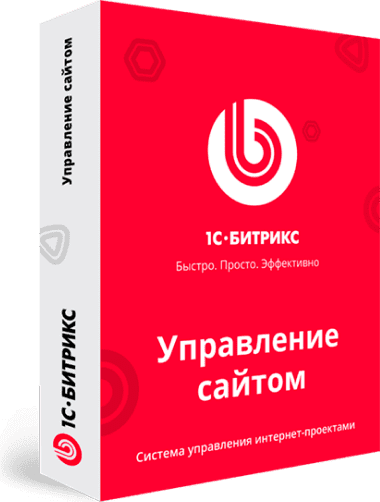 Управление сайтом
1С·БИТРИКС
1С·БИТРИКС
Быстро. Просто. Эффективно
Управление
сайтом
Система управления интернет-проектами